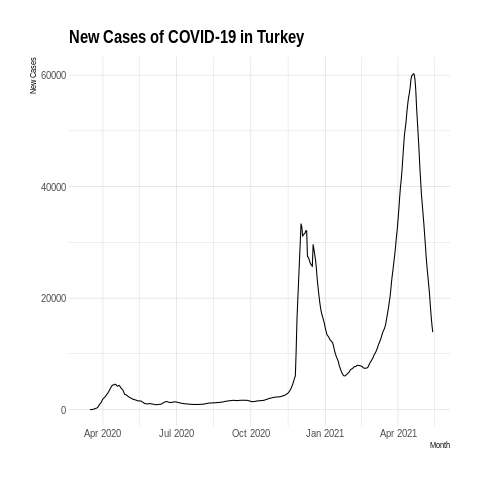 New Cases of COVID-19 in Turkey
New Cases
60000
40000
20000
0
Apr 2020 Jul 2020 Oct 2020 Jan 2021 Apr 2021
Month